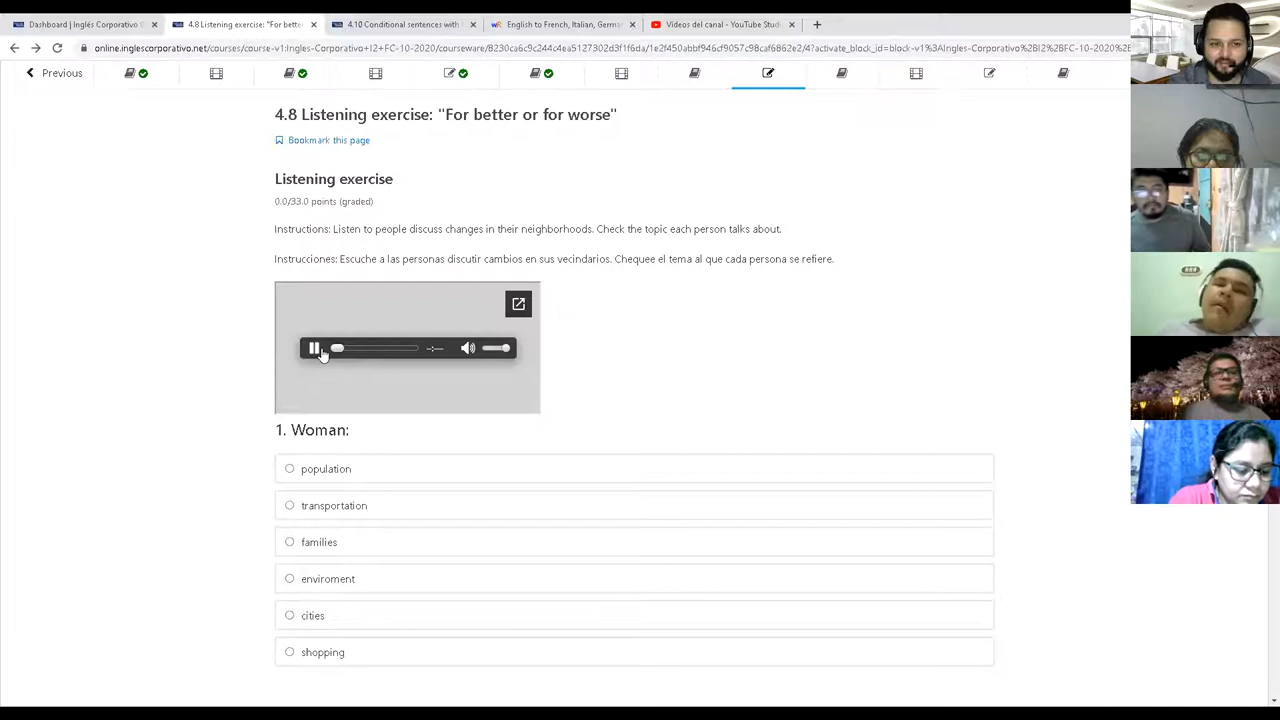 Dashboard | Inglés Corporativo
4.8 Listening exercise: "For bette
4.10 Conditional sentences with
English to French, Italian, Germa
Vídeos del canal - YouTube Stud
Previous
4.8 Listening exercise: "For better or for worse"
Bookmark this page
Listening exercise
0.0/33.0 points (graded)
Instructions: Listen to people discuss changes in their neighborhoods. Check the topic each person talks about.
Instrucciones: Escuche a las personas discutir cambios en sus vecindarios. Chequee el tema al que cada persona se refiere.
-:--
1. Woman:
population
transportation
families
enviroment
cities
shopping